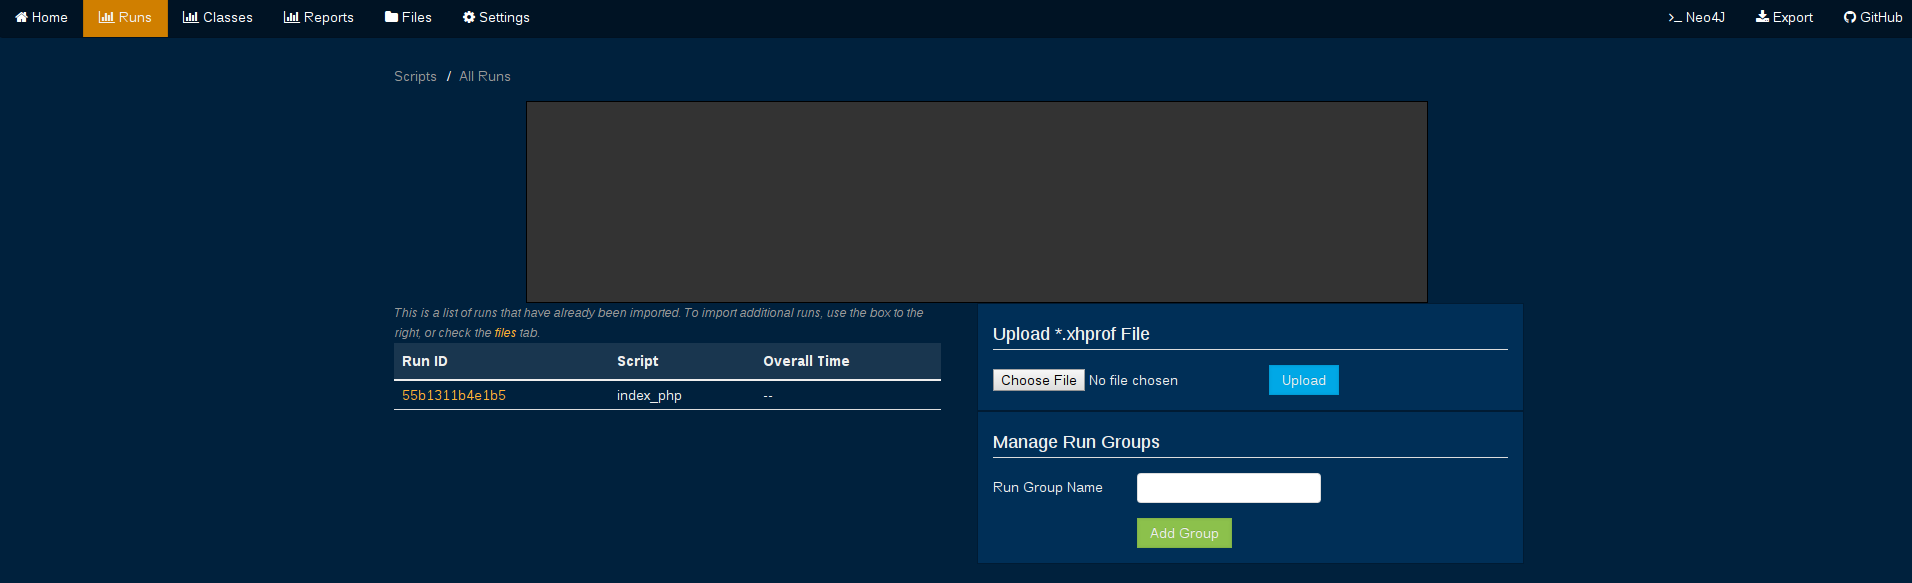 Home Runs Classes Reports Files Settings Neo4J Export GitHub
Scripts / All Runs
This is a list of runs that have already been imported. To import additional runs, use the box to the
right, or check the files tab.
Run ID Script Overall Time
55b1311b4e1b5 index_php --
Upload *.xhprof File
Choose File No file chosen Upload
Manage Run Groups
Run Group Name
Add Group